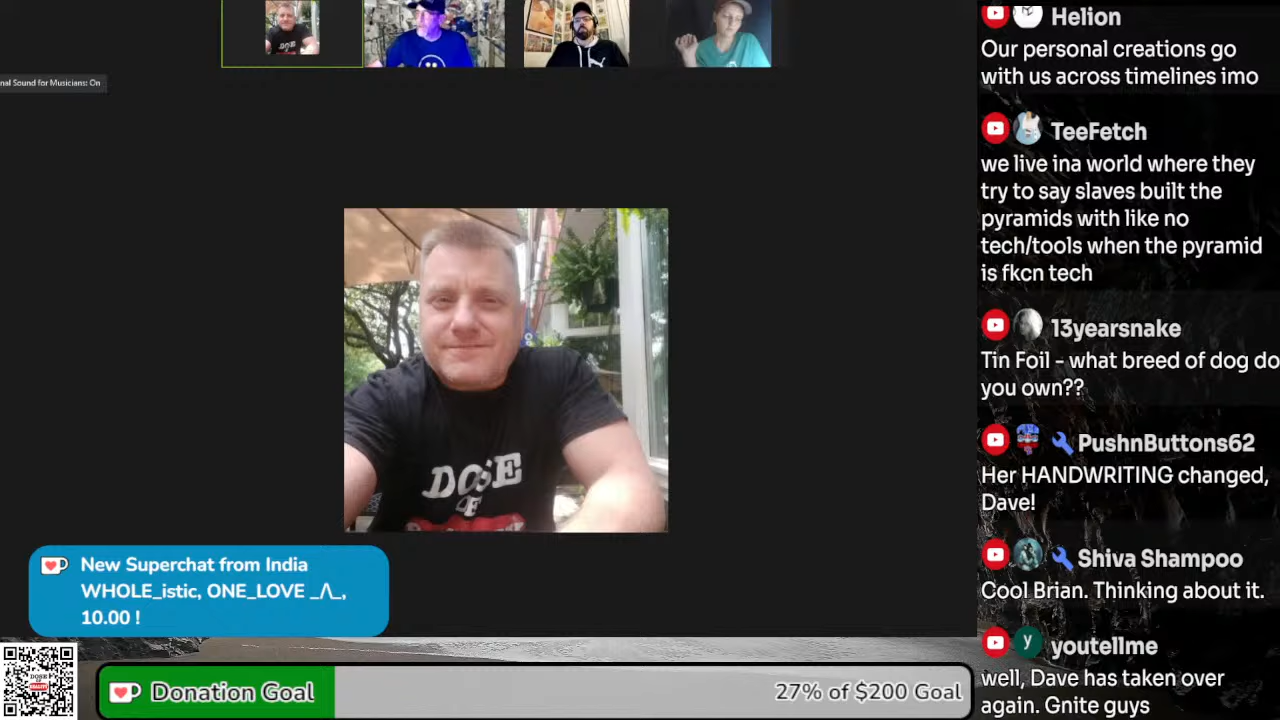 nal Sound for Musicians: On
DOSE
OF
New Superchat from India
WHOLE_istic, ONE_LOVE _/\_,
10.00 !
Donation Goal
27% of $200 Goal
Helion
Our personal creations go
with us across timelines imo
TeeFetch
we live ina world where they
try to say slaves built the
pyramids with like no
tech/tools when the pyramid
is fkcn tech
13yearsnake
Tin Foil - what breed of dog do
you own??
PushnButtons62
Her HANDWRITING changed,
Dave!
Shiva Shampoo
Cool Brian. Thinking about it.
y
youtellme
well, Dave has taken over
again. Gnite guys